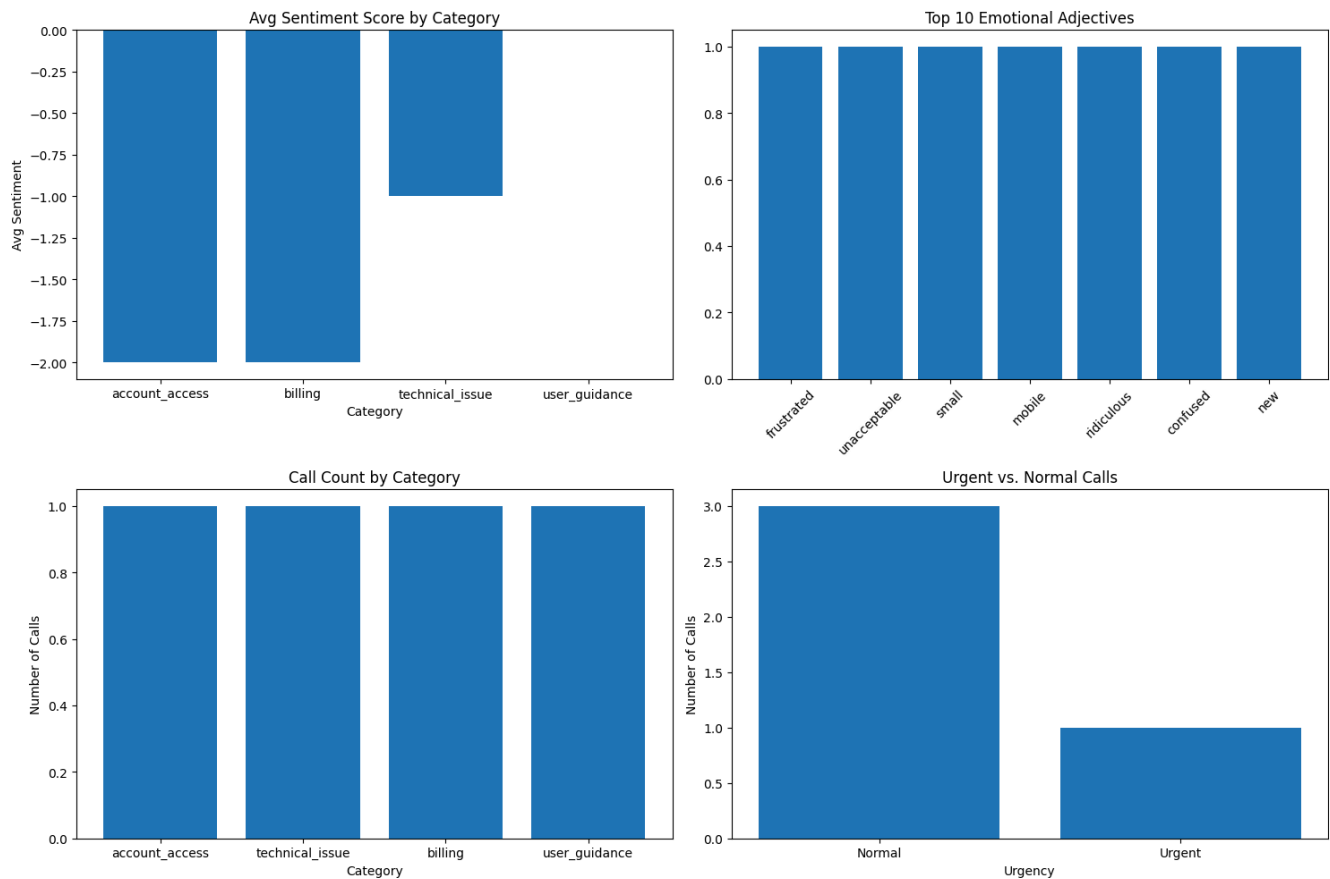 Avg Sentiment Score by Category
0.00
−0.25
−0.50
−0.75
−1.00
−1.25
−1.50
−1.75
−2.00
Avg Sentiment
account_access billing technical_issue user_guidance
Category
Top 10 Emotional Adjectives
1.0
0.8
0.6
0.4
0.2
0.0
frustrated unacceptable small mobile ridiculous confused new
Call Count by Category
1.0
0.8
0.6
0.4
0.2
0.0
Number of Calls
account_access technical_issue billing user_guidance
Category
Urgent vs. Normal Calls
3.0
2.5
2.0
1.5
1.0
0.5
0.0
Number of Calls
Normal Urgent
Urgency